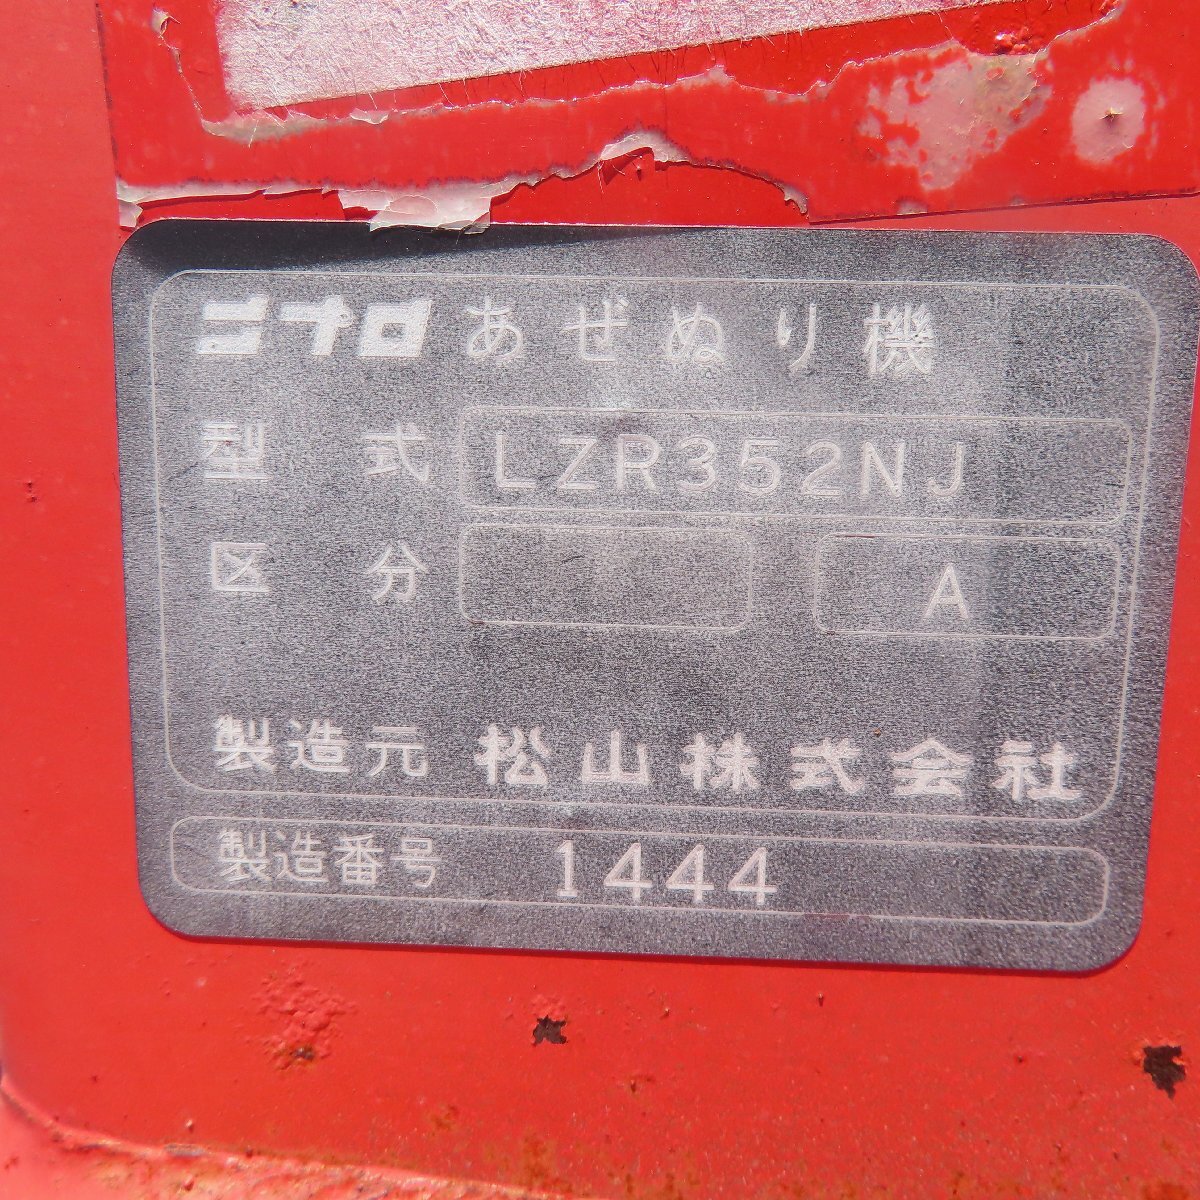 ニプロ あぜぬり機
型式 LZR352NJ
区分 A
製造元 松山株式会社
製造番号 1444